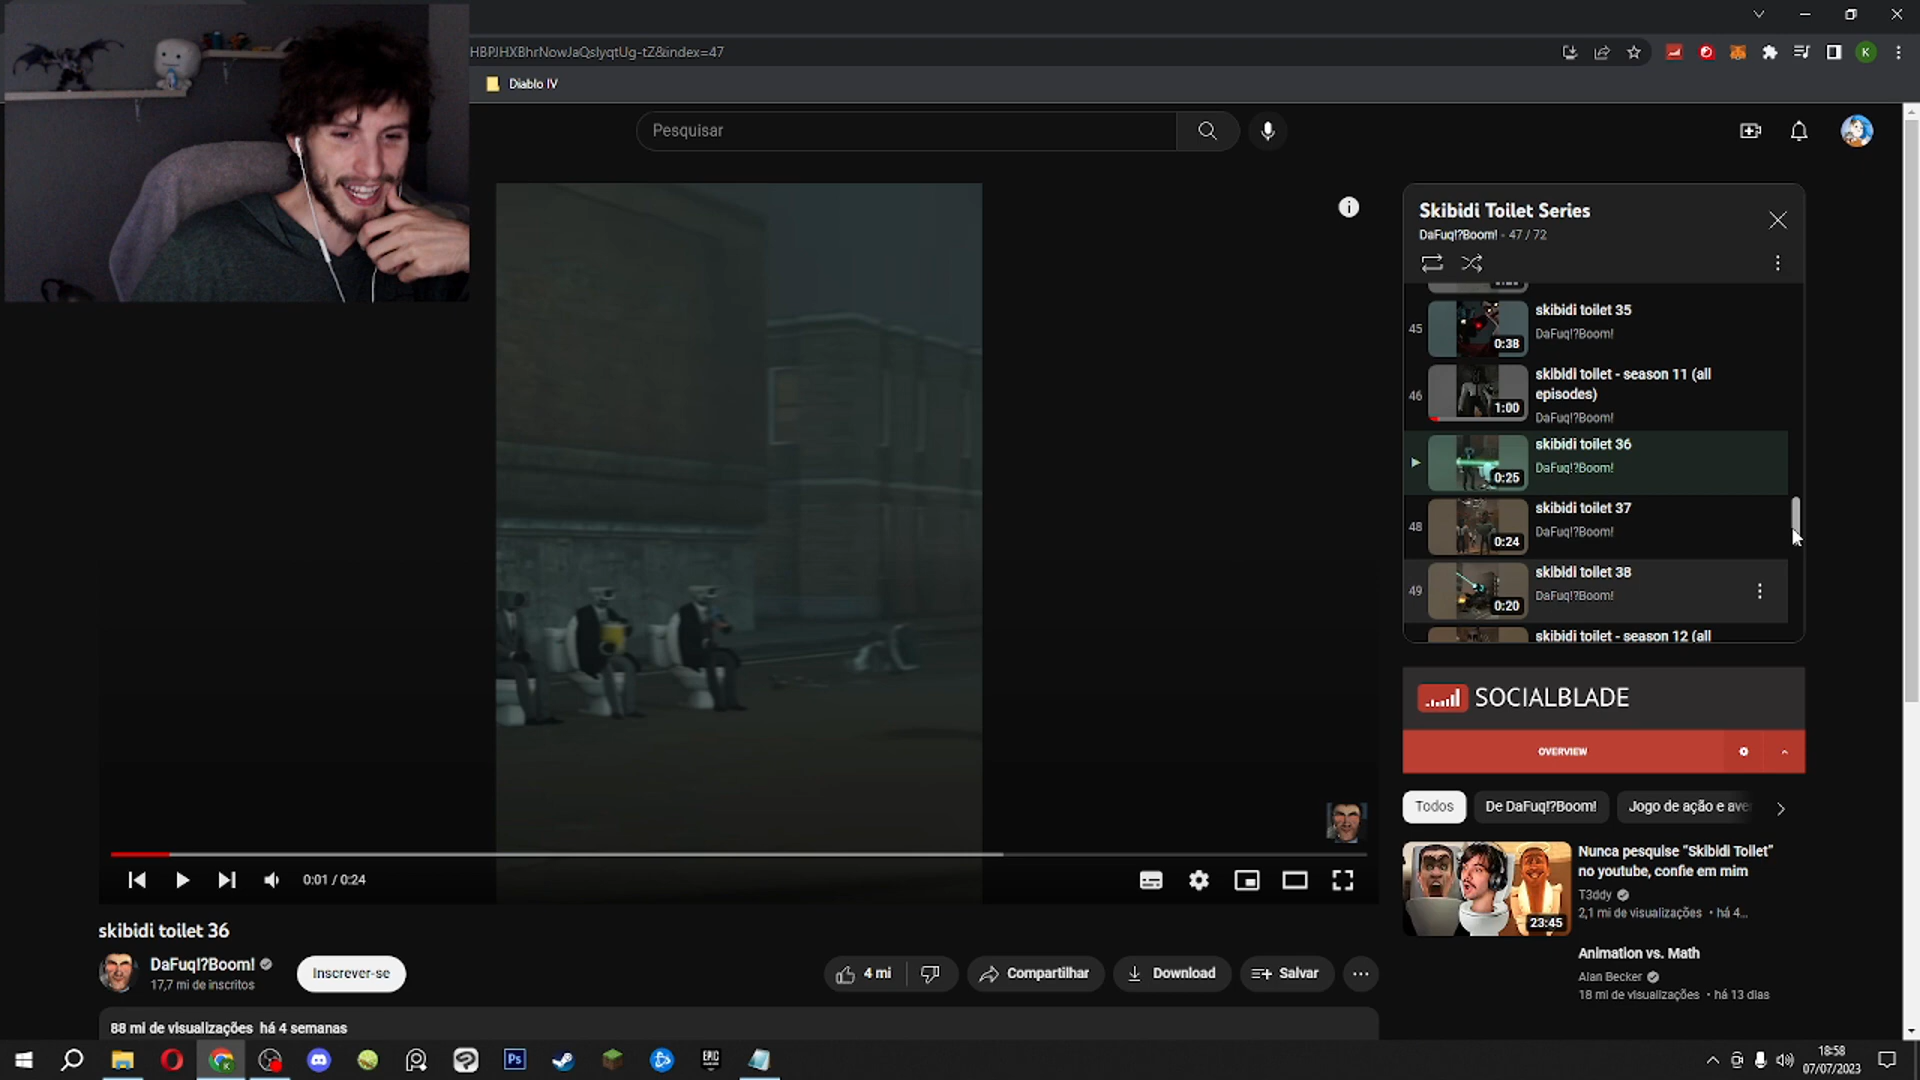 HBPJHXBhrNowJaQslyqtUg-tZ&index=47
K
Diablo IV
Pesquisar
Skibidi Toilet Series
DaFuq!?Boom! - 47 / 72
45
0:38
skibidi toilet 35
DaFuq!?Boom!
46
1:00
skibidi toilet - season 11 (all
episodes)
DaFuq!?Boom!
0:25
skibidi toilet 36
DaFuq!?Boom!
48
0:24
skibidi toilet 37
DaFuq!?Boom!
49
0:20
skibidi toilet 38
DaFuq!?Boom!
skibidi toilet - season 12 (all
SOCIALBLADE
OVERVIEW
Todos
De DaFuq!?Boom!
Jogo de ação e ave
0:01 / 0:24
23:45
Nunca pesquise “Skibidi Toilet”
no youtube, confie em mim
T3ddy
2,1 mi de visualizações • há 4...
Animation vs. Math
Alan Becker
18 mi de visualizações • há 13 dias
skibidi toilet 36
DaFuq!?Boom!
17,7 mi de inscritos
Inscrever-se
4 mi
Compartilhar
Download
Salvar
88 mi de visualizações há 4 semanas
Ps
EPIC
GAMES
18:58
07/07/2023